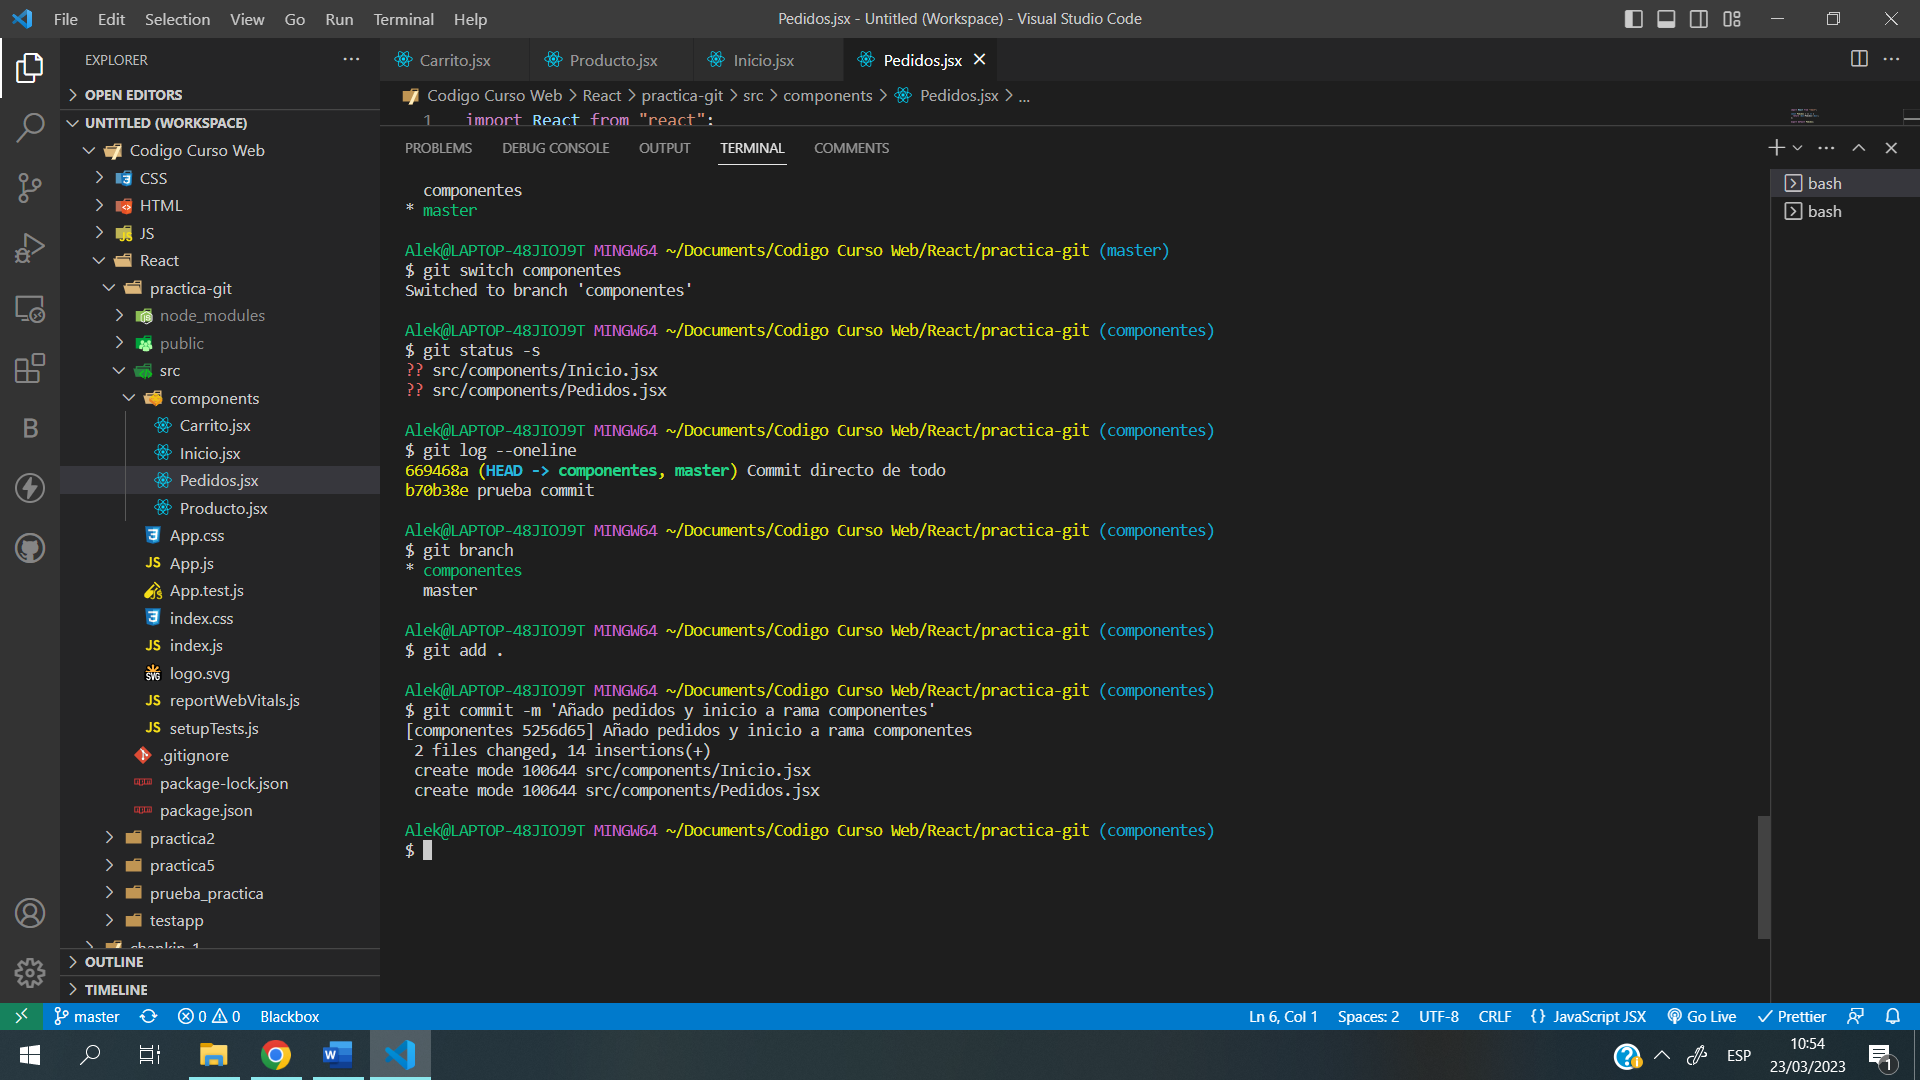 File Edit Selection View Go Run Terminal Help
Pedidos.jsx - Untitled (Workspace) - Visual Studio Code
EXPLORER
OPEN EDITORS
UNTITLED (WORKSPACE)
Codigo Curso Web
CSS
HTML
JS
React
practica-git
node_modules
public
src
components
Carrito.jsx
Inicio.jsx
Pedidos.jsx
Producto.jsx
App.css
JS App.js
App.test.js
index.css
JS index.js
logo.svg
JS reportWebVitals.js
JS setupTests.js
.gitignore
package-lock.json
package.json
practica2
practica5
prueba_practica
testapp
chankin_1
OUTLINE
TIMELINE
Carrito.jsx Producto.jsx Inicio.jsx Pedidos.jsx
Codigo Curso Web > React > practica-git > src > components > Pedidos.jsx > ...
1 import React from "react";
PROBLEMS DEBUG CONSOLE OUTPUT TERMINAL COMMENTS
componentes
* master
Alek@LAPTOP-48JIOJ9T MINGW64 ~/Documents/Codigo Curso Web/React/practica-git (master)
$ git switch componentes
Switched to branch 'componentes'
Alek@LAPTOP-48JIOJ9T MINGW64 ~/Documents/Codigo Curso Web/React/practica-git (componentes)
$ git status -s
?? src/components/Inicio.jsx
?? src/components/Pedidos.jsx
Alek@LAPTOP-48JIOJ9T MINGW64 ~/Documents/Codigo Curso Web/React/practica-git (componentes)
$ git log --oneline
669468a (HEAD -> componentes, master) Commit directo de todo
b70b38e prueba commit
Alek@LAPTOP-48JIOJ9T MINGW64 ~/Documents/Codigo Curso Web/React/practica-git (componentes)
$ git branch
* componentes
master
Alek@LAPTOP-48JIOJ9T MINGW64 ~/Documents/Codigo Curso Web/React/practica-git (componentes)
$ git add .
Alek@LAPTOP-48JIOJ9T MINGW64 ~/Documents/Codigo Curso Web/React/practica-git (componentes)
$ git commit -m 'Añado pedidos y inicio a rama componentes'
[componentes 5256d65] Añado pedidos y inicio a rama componentes
2 files changed, 14 insertions(+)
create mode 100644 src/components/Inicio.jsx
create mode 100644 src/components/Pedidos.jsx
Alek@LAPTOP-48JIOJ9T MINGW64 ~/Documents/Codigo Curso Web/React/practica-git (componentes)
$
bash
bash
master 0 0 Blackbox
Ln 6, Col 1 Spaces: 2 UTF-8 CRLF {} JavaScript JSX Go Live Prettier
ESP
10:54
23/03/2023
1